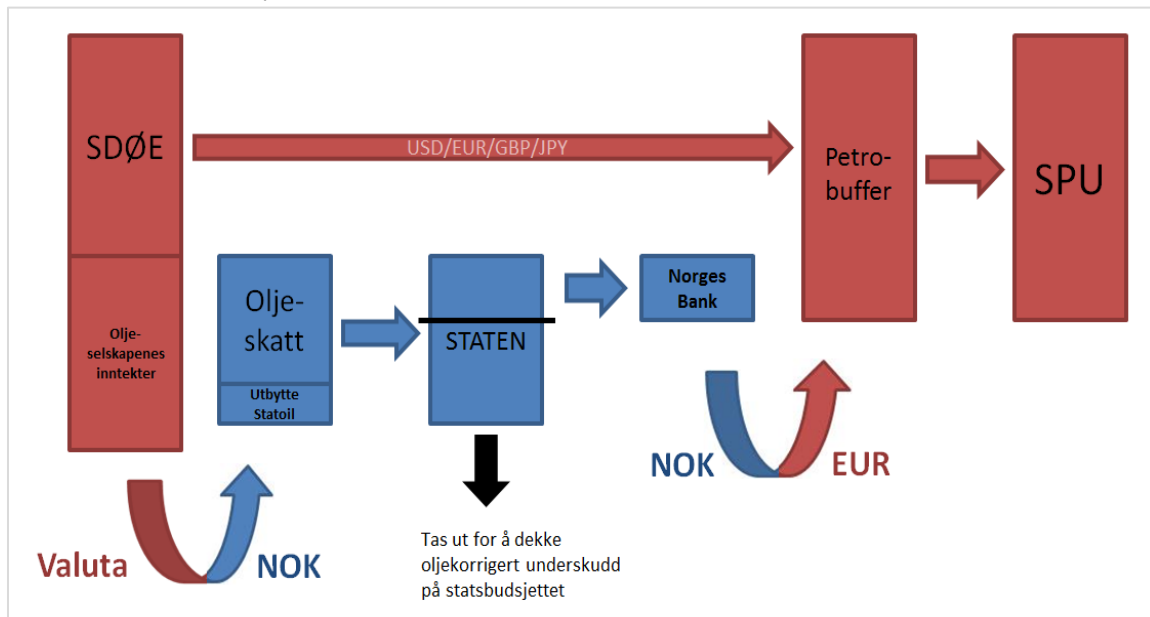 SDØE
USD/EUR/GBP/JPY
Petro-
buffer
SPU
Olje-
selskapenes
inntekter
Olje-
skatt
Utbytte
Statoil
STATEN
Norges
Bank
Valuta
NOK
NOK
EUR
Tas ut for å dekke
oljekorrigert underskudd
på statsbudsjettet